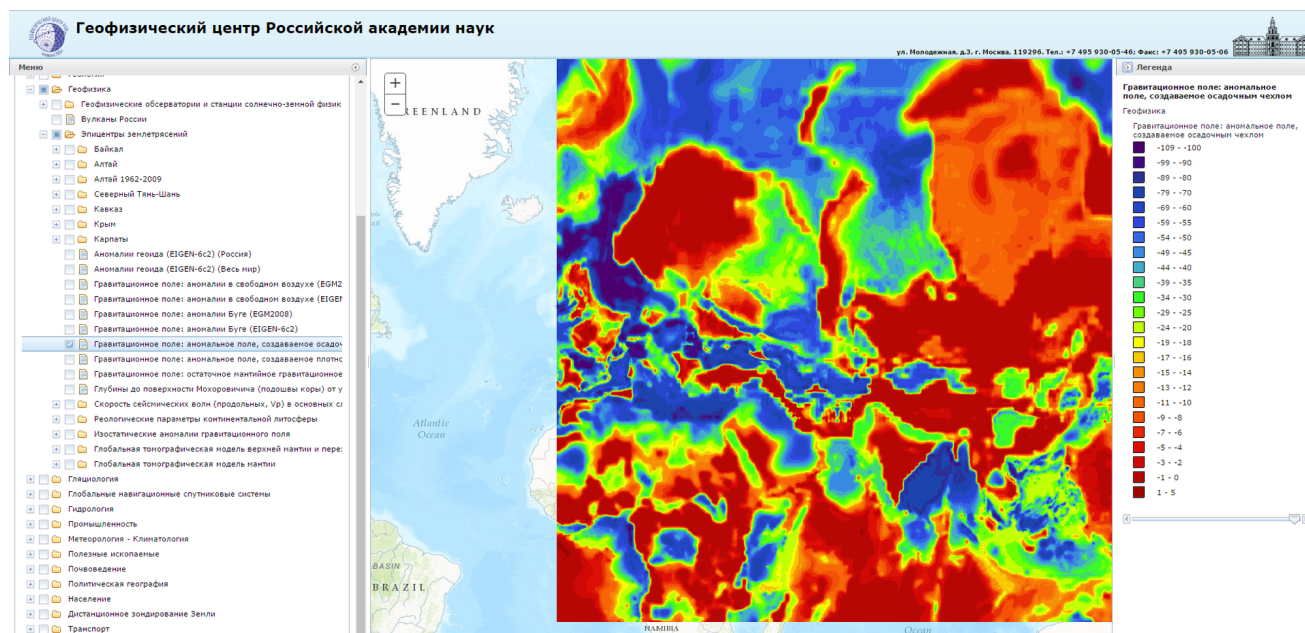 Геофизический центр Российской академии наук
ул. Молодежная, д.3, г. Москва, 119296. Тел.: +7 495 930-05-46; Факс: +7 495 930-05-06
Меню
Геология
Геофизика
Геофизические обсерватории и станции солнечно-земной физик
Вулканы России
Эпицентры землетрясений
Байкал
Алтай
Алтай 1962-2009
Северный Тянь-Шань
Кавказ
Крым
Карпаты
Аномалии геоида (EIGEN-6c2) (Россия)
Аномалии геоида (EIGEN-6c2) (Весь мир)
Гравитационное поле: аномалии в свободном воздухе (EGM2
Гравитационное поле: аномалии в свободном воздухе (EIGEN
Гравитационное поле: аномалии Буге (EGM2008)
Гравитационное поле: аномалии Буге (EIGEN-6c2)
Гравитационное поле: аномальное поле, создаваемое осадо
Гравитационное поле: аномальное поле, создаваемое плотно
Гравитационное поле: остаточное мантийное гравитационное
Глубины до поверхности Мохоровичича (подошвы коры) от у
Скорость сейсмических волн (продольных, Vp) в основных сл
Реологические параметры континентальной литосферы
Изостатические аномалии гравитационного поля
Глобальная томографическая модель верхней мантии и пере
Глобальная томографическая модель мантии
Гляциология
Глобальные навигационные спутниковые системы
Гидрология
Промышленность
Метеорология - Климатология
Полезные ископаемые
Почвоведение
Политическая география
Население
Дистанционное зондирование Земли
Транспорт
+
−
REENLAND
Atlantic
Ocean
BASIN
BRAZIL
NAMIBIA
Ocean
Легенда
Гравитационное поле: аномальное
поле, создаваемое осадочным чехлом
Геофизика
Гравитационное поле: аномальное поле,
создаваемое осадочным чехлом
-109 - -100
-99 - -90
-89 - -80
-79 - -70
-69 - -60
-59 - -55
-54 - -50
-49 - -45
-44 - -40
-39 - -35
-34 - -30
-29 - -25
-24 - -20
-19 - -18
-17 - -16
-15 - -14
-13 - -12
-11 - -10
-9 - -8
-7 - -6
-5 - -4
-3 - -2
-1 - 0
1 - 5